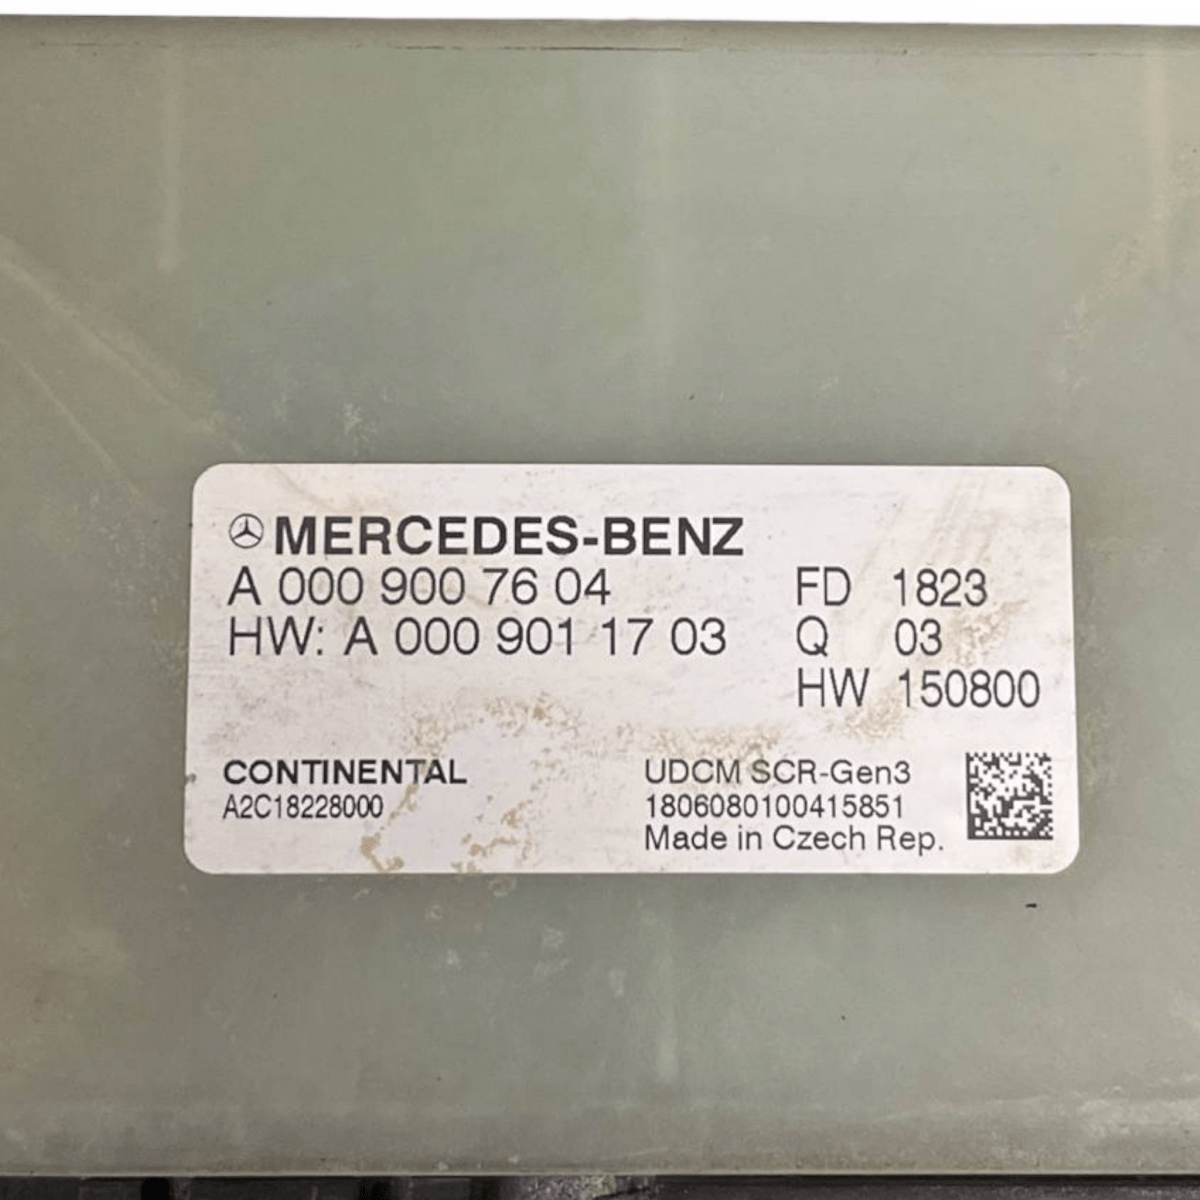 MERCEDES-BENZ
A 000 900 76 04
HW: A 000 901 17 03
FD 1823
Q 03
HW 150800
CONTINENTAL
A2C18228000
UDCM SCR-Gen3
1806080100415851
Made in Czech Rep.